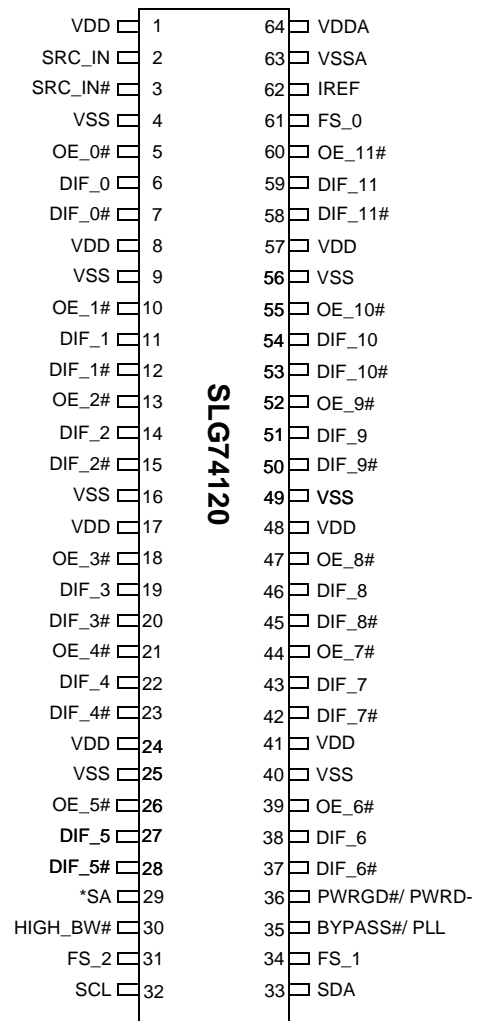 VDD 1 64 VDDA
SRC_IN 2 63 VSSA
SRC_IN# 3 62 IREF
VSS 4 61 FS_0
OE_0# 5 60 OE_11#
DIF_0 6 59 DIF_11
DIF_0# 7 58 DIF_11#
VDD 8 57 VDD
VSS 9 56 VSS
OE_1# 10 55 OE_10#
DIF_1 11 54 DIF_10
DIF_1# 12 53 DIF_10#
OE_2# 13 52 OE_9#
DIF_2 14 51 DIF_9
DIF_2# 15 50 DIF_9#
VSS 16 49 VSS
VDD 17 48 VDD
OE_3# 18 47 OE_8#
DIF_3 19 46 DIF_8
DIF_3# 20 45 DIF_8#
OE_4# 21 44 OE_7#
DIF_4 22 43 DIF_7
DIF_4# 23 42 DIF_7#
VDD 24 41 VDD
VSS 25 40 VSS
OE_5# 26 39 OE_6#
DIF_5 27 38 DIF_6
DIF_5# 28 37 DIF_6#
*SA 29 36 PWRGD#/ PWRD-
HIGH_BW# 30 35 BYPASS#/ PLL
FS_2 31 34 FS_1
SCL 32 33 SDA
SLG74120